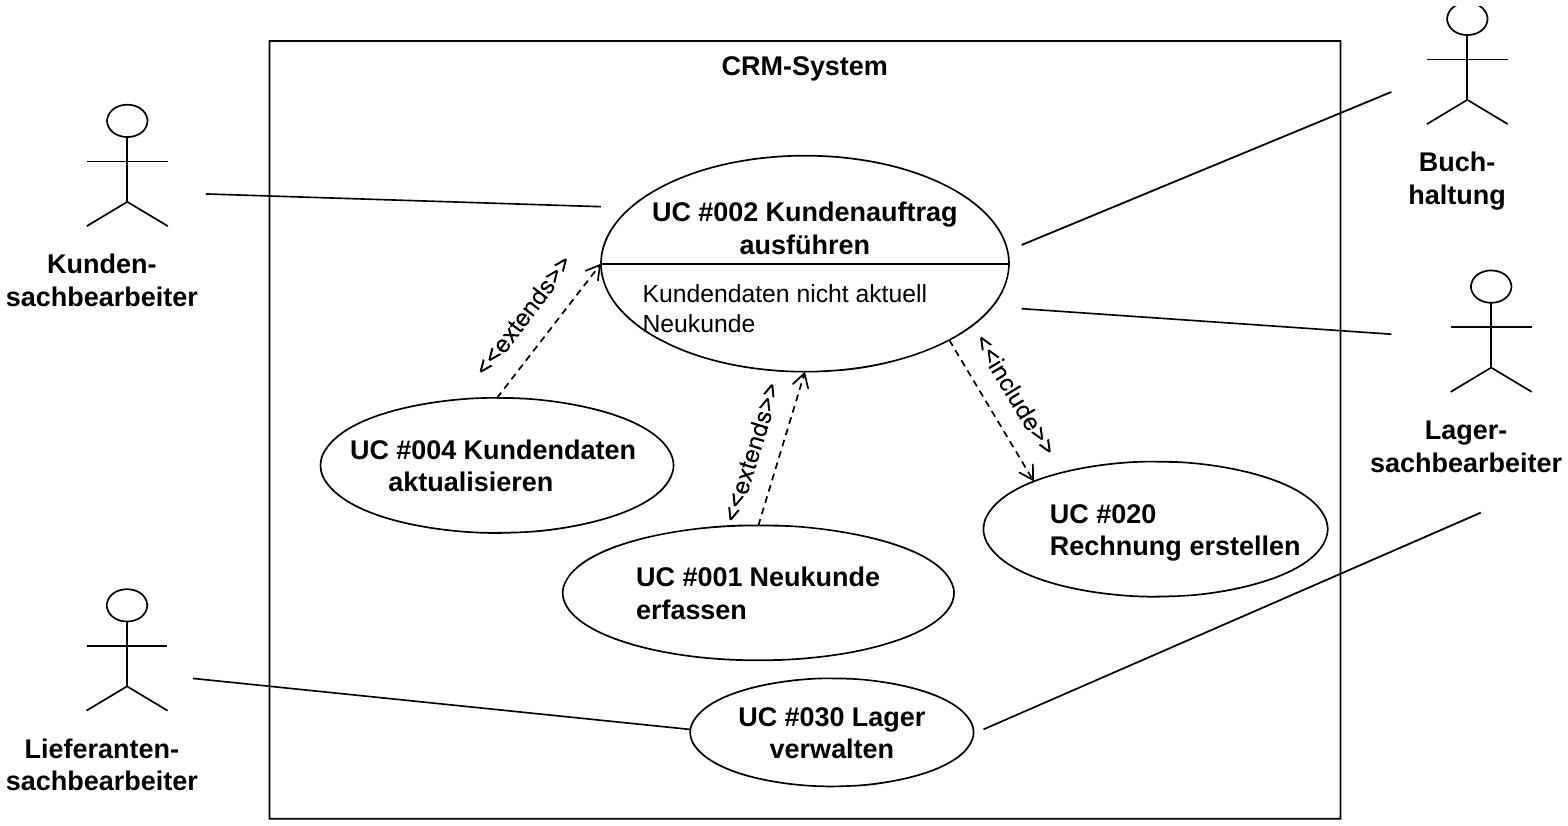 CRM-System
Buch-
haltung
Kunden-
sachbearbeiter
UC #002 Kundenauftrag
ausführen
Kundendaten nicht aktuell
Neukunde
<<extends>>
<<extends>>
<<include>>
Lager-
sachbearbeiter
UC #004 Kundendaten
aktualisieren
UC #020
Rechnung erstellen
UC #001 Neukunde
erfassen
Lieferanten-
sachbearbeiter
UC #030 Lager
verwalten